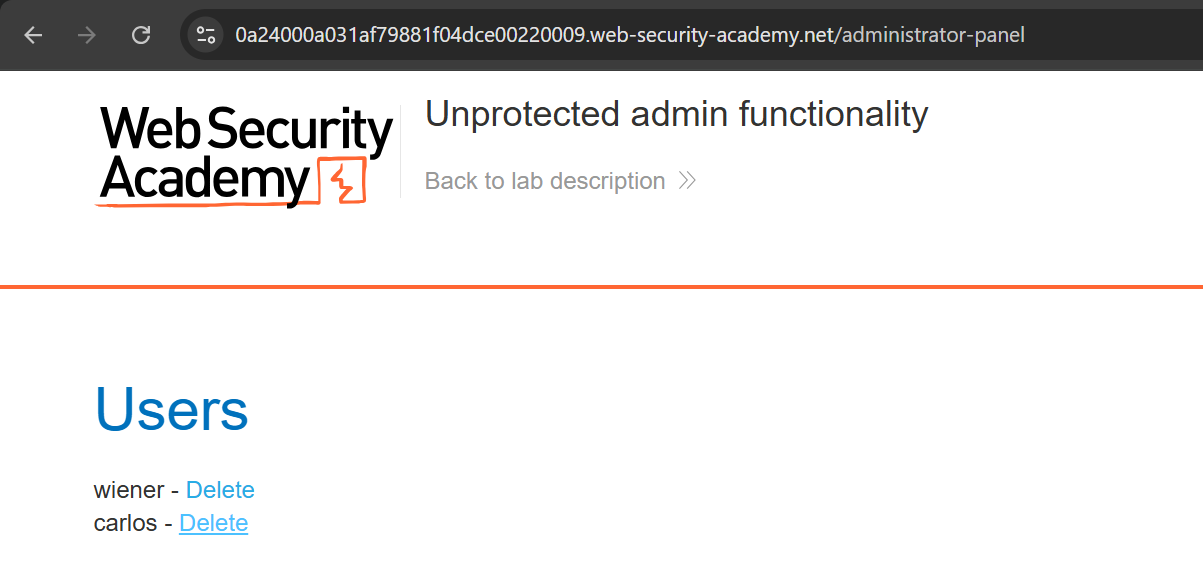 0a24000a031af79881f04dce00220009.web-security-academy.net/administrator-panel
Web Security
Academy
Unprotected admin functionality
Back to lab description
Users
wiener - Delete
carlos - Delete